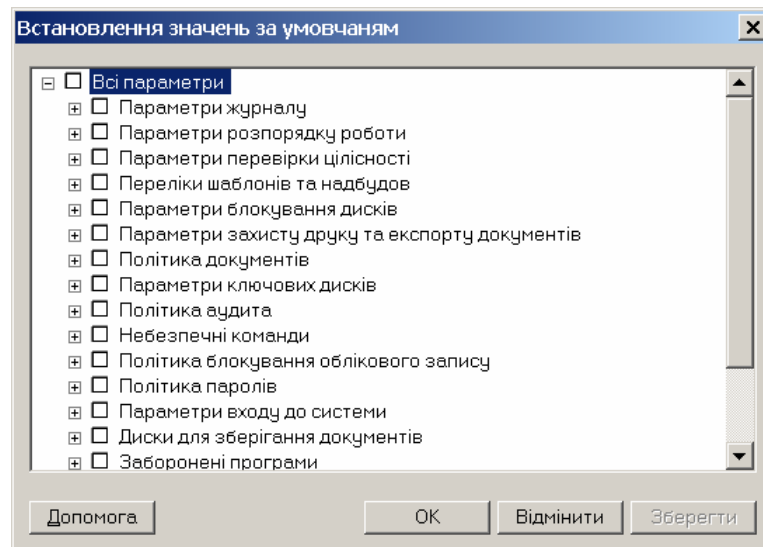 Встановлення значень за умовчаням
Всі параметри
Параметри журналу
Параметри розпорядку роботи
Параметри перевірки цілісності
Переліки шаблонів та надбудов
Параметри блокування дисків
Параметри захисту друку та експорту документів
Політика документів
Параметри ключових дисків
Політика аудита
Небезпечні команди
Політика блокування облікового запису
Політика паролів
Параметри входу до системи
Диски для зберігання документів
Заборонені програми
Допомога ОК Відмінити Зберегти